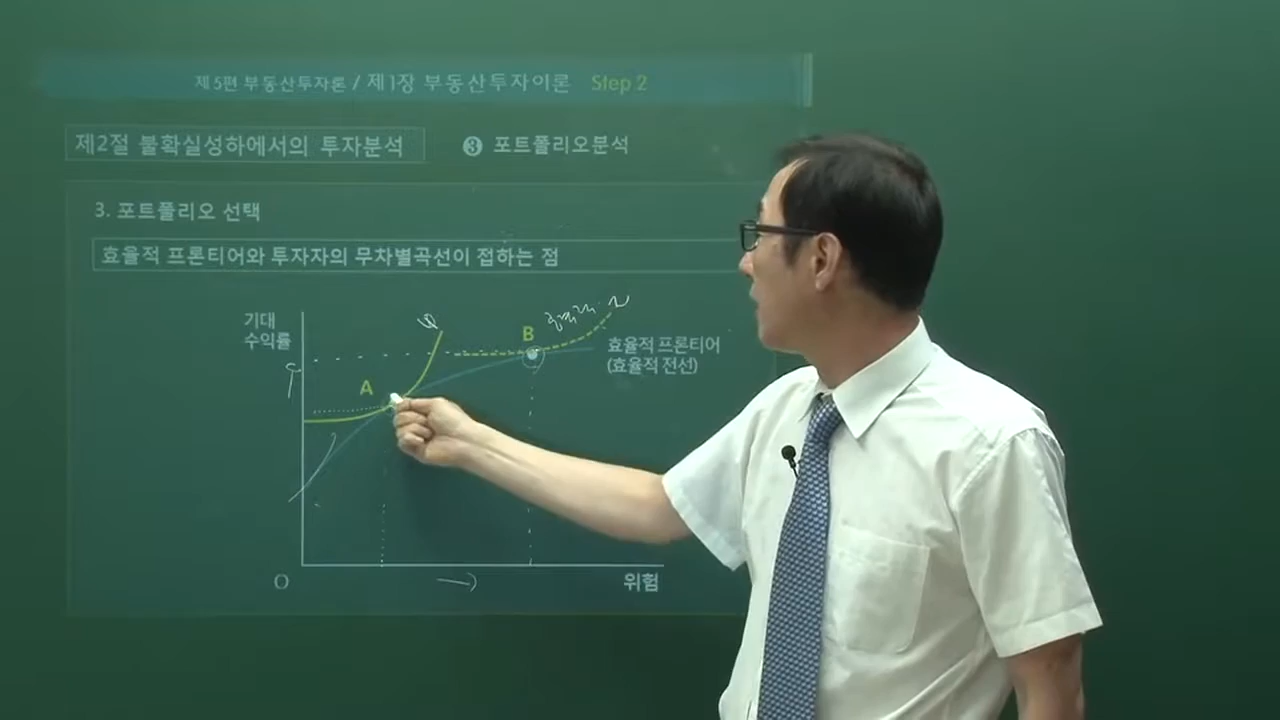 제5편 부동산투자론 / 제1장 부동산투자이론 Step 2
제2절 불확실성하에서의 투자분석 ❸ 포트폴리오분석
3. 포트폴리오 선택
효율적 프론티어와 투자자의 무차별곡선이 접하는 점
기대
수익률
A
B
효율적 프론티어
(효율적 전선)
O
위험